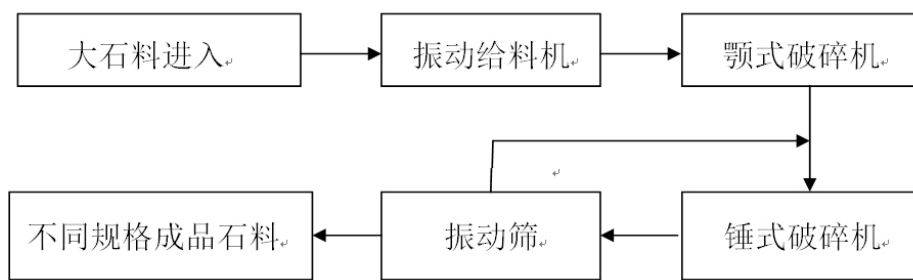 大石料进入
振动给料机
颚式破碎机
不同规格成品石料
振动筛
锤式破碎机